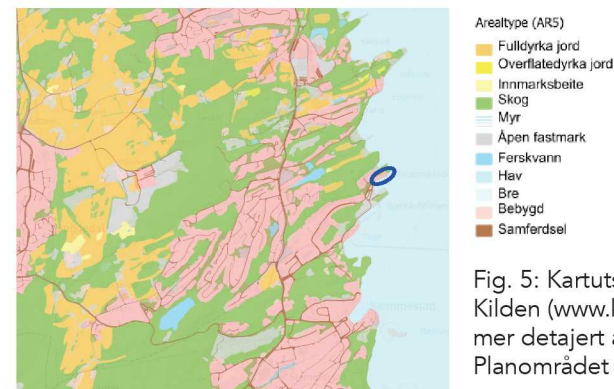 Arealtype (AR5)
Fulldyrka jord
Overflatedyrka jord
Innmarksbeite
Skog
Myr
Åpen fastmark
Ferskvann
Hav
Bre
Bebygd
Samferdsel
Fig. 5: Kartuts
Kilden (www.
mer detajert a
Planområdet